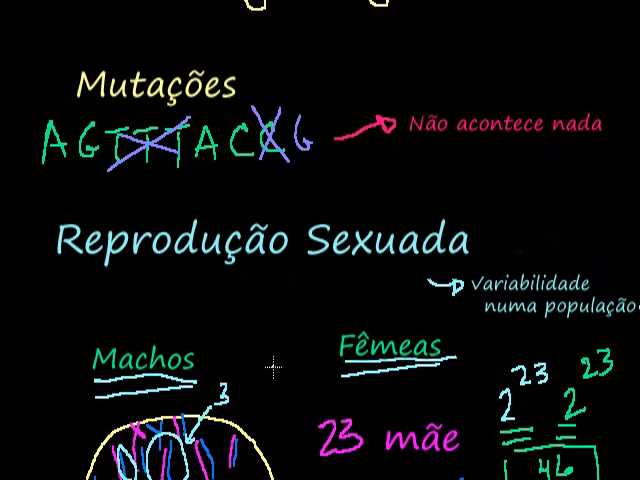 Mutações
AGTTTACCG
Não acontece nada
Reprodução Sexuada
Variabilidade
numa população
Machos
Fêmeas
3
2^23 2^23
23 mãe
46